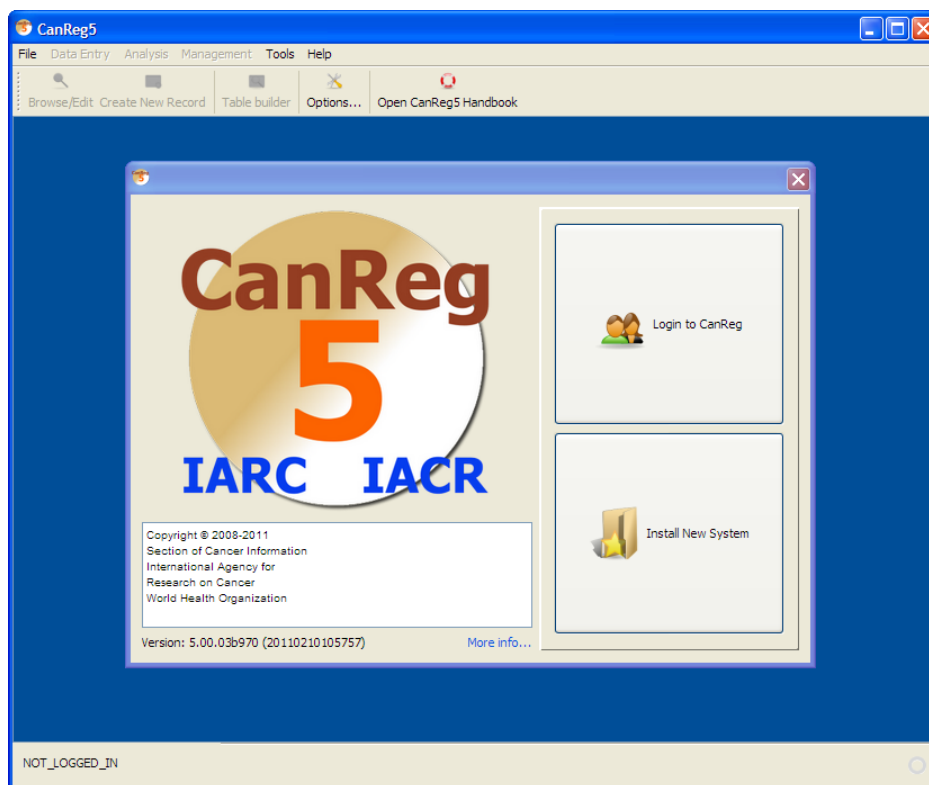 CanReg5
File Data Entry Analysis Management Tools Help
Browse/Edit Create New Record Table builder Options... Open CanReg5 Handbook
CanReg
5
IARC IACR
Login to CanReg
Install New System
Copyright © 2008-2011
Section of Cancer Information
International Agency for
Research on Cancer
World Health Organization
Version: 5.00.03b970 (20110210105757) More info...
NOT_LOGGED_IN